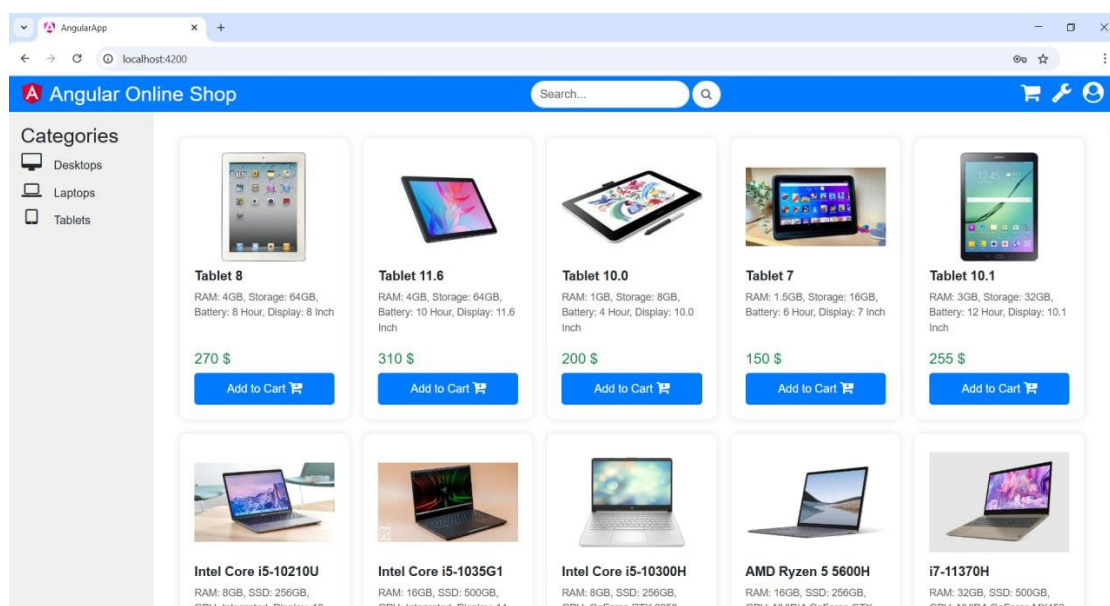 AngularApp
localhost:4200
Angular Online Shop
Search...
Categories
Desktops
Laptops
Tablets
Tablet 8
RAM: 4GB, Storage: 64GB,
Battery: 8 Hour, Display: 8 Inch
270 $
Add to Cart
Tablet 11.6
RAM: 4GB, Storage: 64GB,
Battery: 10 Hour, Display: 11.6
Inch
310 $
Add to Cart
Tablet 10.0
RAM: 1GB, Storage: 8GB,
Battery: 4 Hour, Display: 10.0
Inch
200 $
Add to Cart
Tablet 7
RAM: 1.5GB, Storage: 16GB,
Battery: 6 Hour, Display: 7 Inch
150 $
Add to Cart
Tablet 10.1
RAM: 3GB, Storage: 32GB,
Battery: 12 Hour, Display: 10.1
Inch
255 $
Add to Cart
Intel Core i5-10210U
RAM: 8GB, SSD: 256GB,
Intel Core i5-1035G1
RAM: 16GB, SSD: 500GB,
Intel Core i5-10300H
RAM: 8GB, SSD: 256GB,
AMD Ryzen 5 5600H
RAM: 16GB, SSD: 256GB,
i7-11370H
RAM: 32GB, SSD: 500GB,